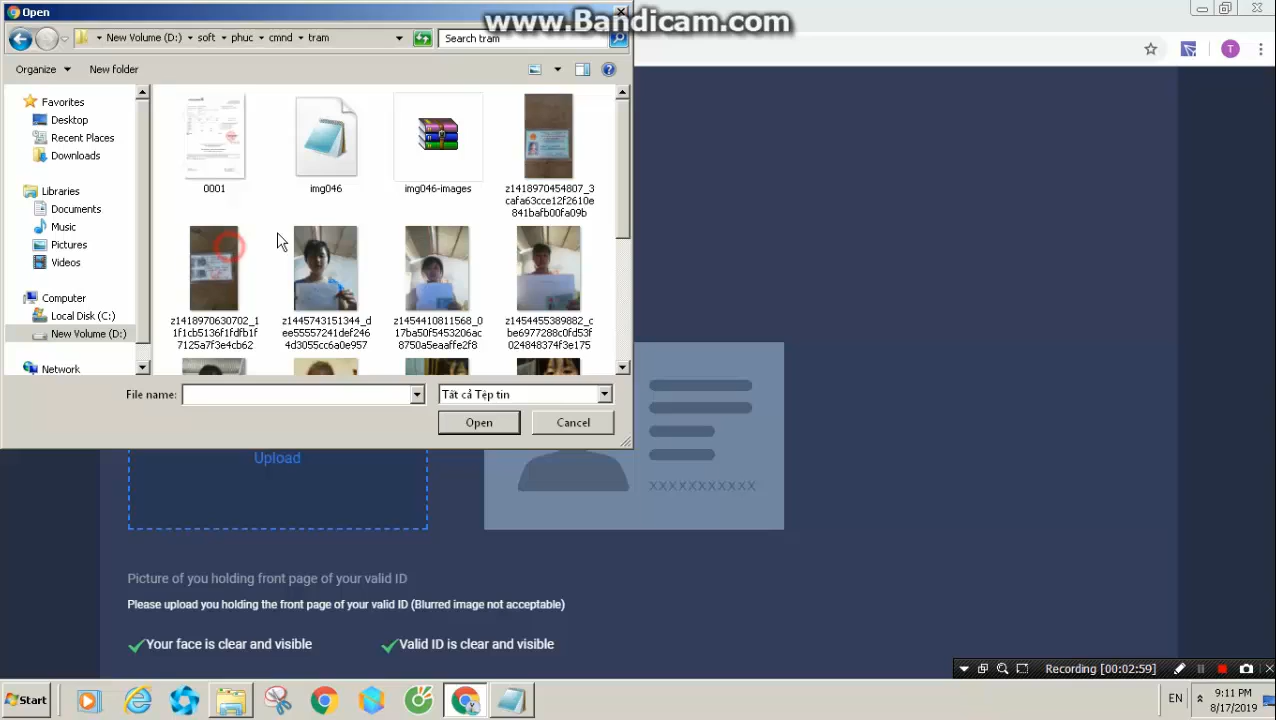 Open
www.Bandicam.com
New Volume (D:) soft phuc cmnd tram
Search tram
T
Organize
New folder
Favorites
Desktop
Recent Places
Downloads
Libraries
Documents
Music
Pictures
Videos
Computer
Local Disk (C:)
New Volume (D:)
Network
0001
img046
img046-images
z1418970454807_3
cafa63cce12f2610e
841bafb00fa09b
z1418970630702_1
1f1cb5136f1fdfb1f
7125a7f3e4cb62
z1445743151344_d
ee55557241def246
4d3055cc6a0e957
z1454410811568_0
17ba50f5453206ac
8750a5eaaffe2f8
z1454455389882_c
be6977288c0fd53f
024848374f3e175
File name:
Tất cả Tệp tin
Open
Cancel
Upload
XXXXXXXXXXX
Picture of you holding front page of your valid ID
Please upload you holding the front page of your valid ID (Blurred image not acceptable)
Your face is clear and visible
Valid ID is clear and visible
Recording [00:02:59]
Start
EN
9:11 PM
8/17/2019